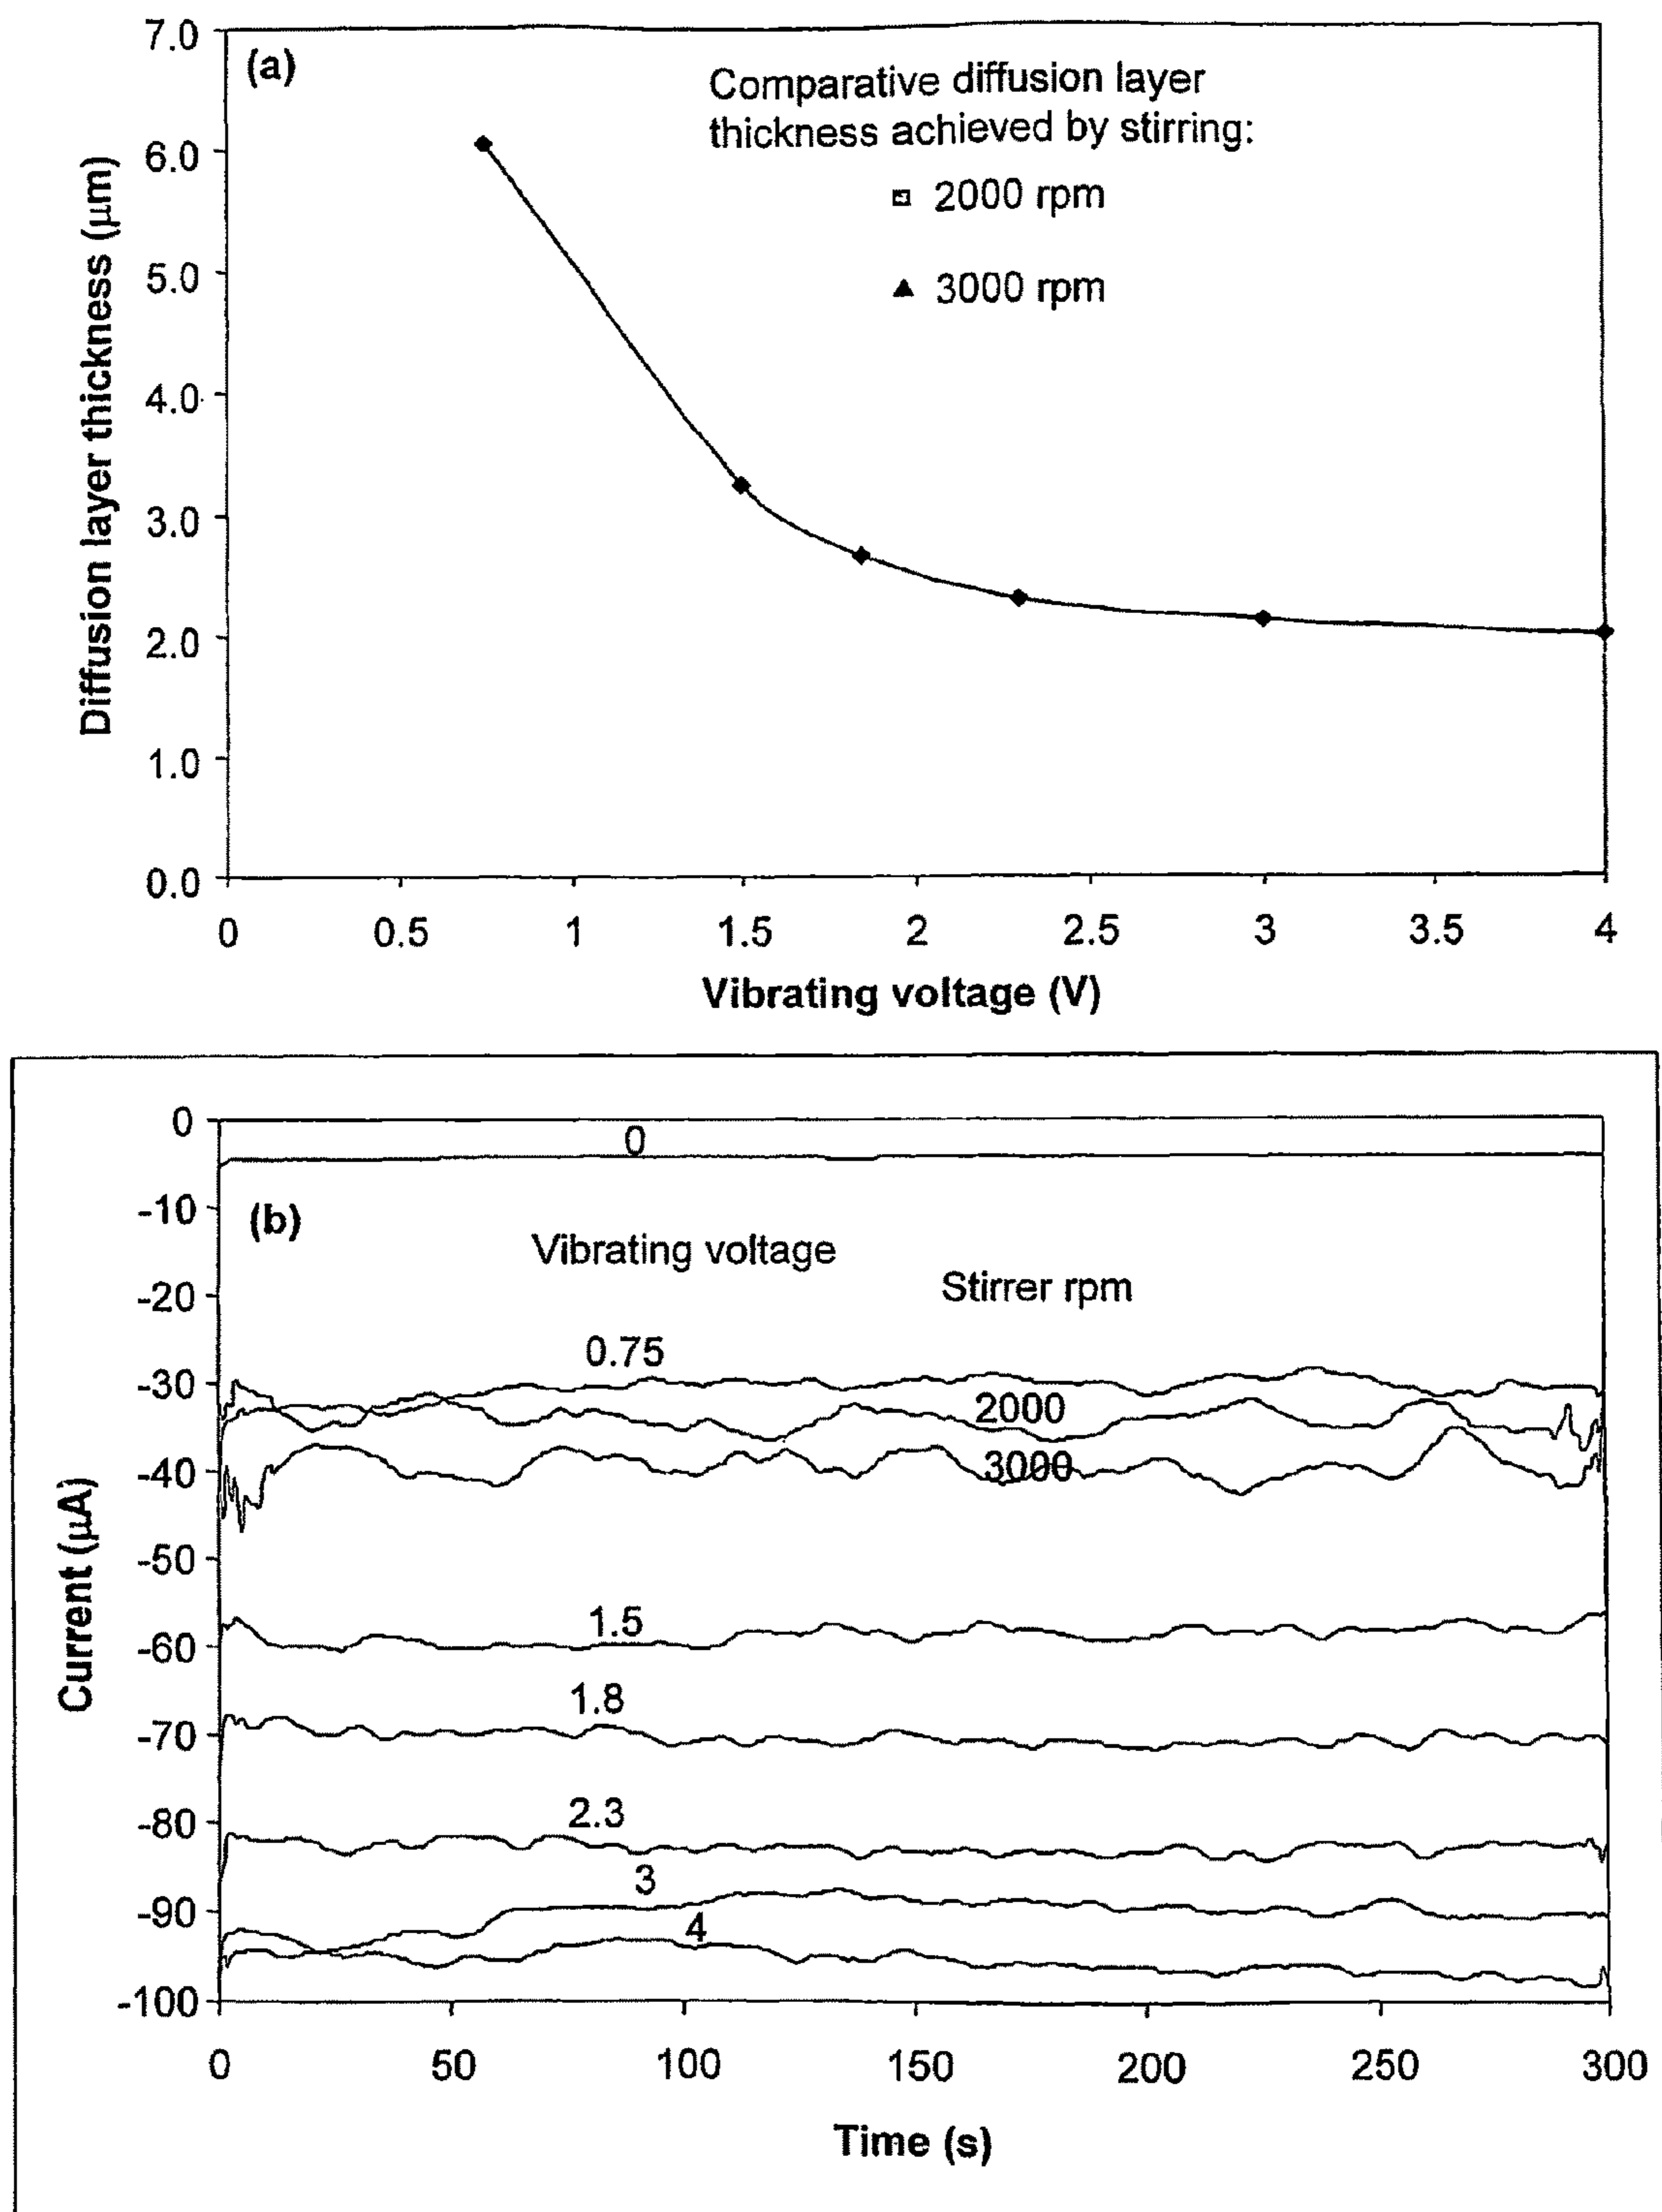 (a)
Comparative diffusion layer
thickness achieved by stirring:
2000 rpm
3000 rpm
Diffusion layer thickness (μm)
7.0
6.0
5.0
4.0
3.0
2.0
1.0
0.0
0 0.5 1 1.5 2 2.5 3 3.5 4
Vibrating voltage (V)
(b)
Current (μA)
0
-10
-20
-30
-40
-50
-60
-70
-80
-90
-100
0
Vibrating voltage
Stirrer rpm
0.75
2000
3000
1.5
1.8
2.3
3
4
0 50 100 150 200 250 300
Time (s)